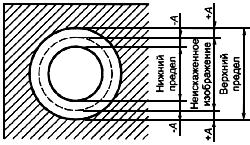 -A
+A
Нижний
предел
Неискаженное
изображение
Верхний
предел
-A
+A